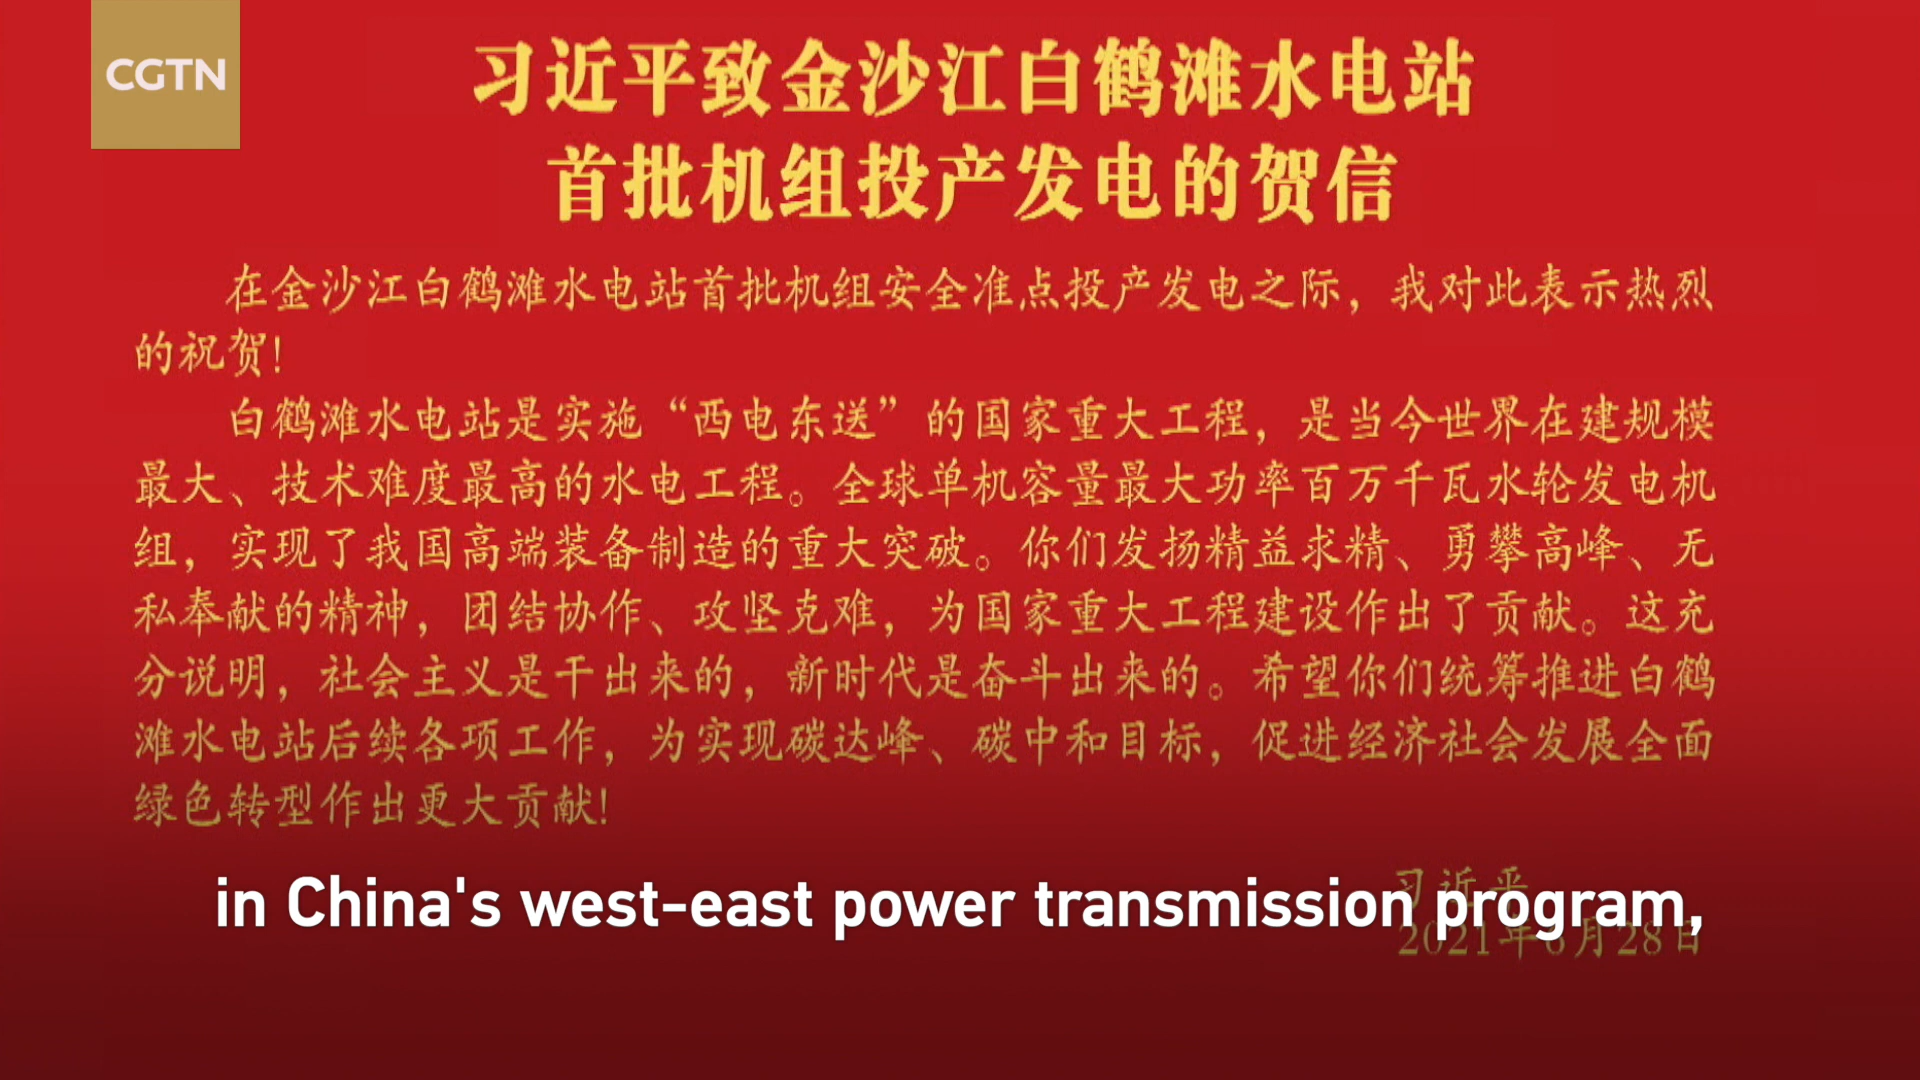 CGTN
习近平致金沙江白鹤滩水电站
首批机组投产发电的贺信
在金沙江白鹤滩水电站首批机组安全准点投产发电之际，我对此表示热烈
的祝贺！
白鹤滩水电站是实施“西电东送”的国家重大工程，是当今世界在建规模
最大、技术难度最高的水电工程。全球单机容量最大功率百万千瓦水轮发电机
组，实现了我国高端装备制造的重大突破。你们发扬精益求精、勇攀高峰、无
私奉献的精神，团结协作、攻坚克难，为国家重大工程建设作出了贡献。这充
分说明，社会主义是干出来的，新时代是奋斗出来的。希望你们统筹推进白鹤
滩水电站后续各项工作，为实现碳达峰、碳中和目标，促进经济社会发展全面
绿色转型作出更大贡献！
习近平
in China's west-east power transmission program,
2021年6月28日